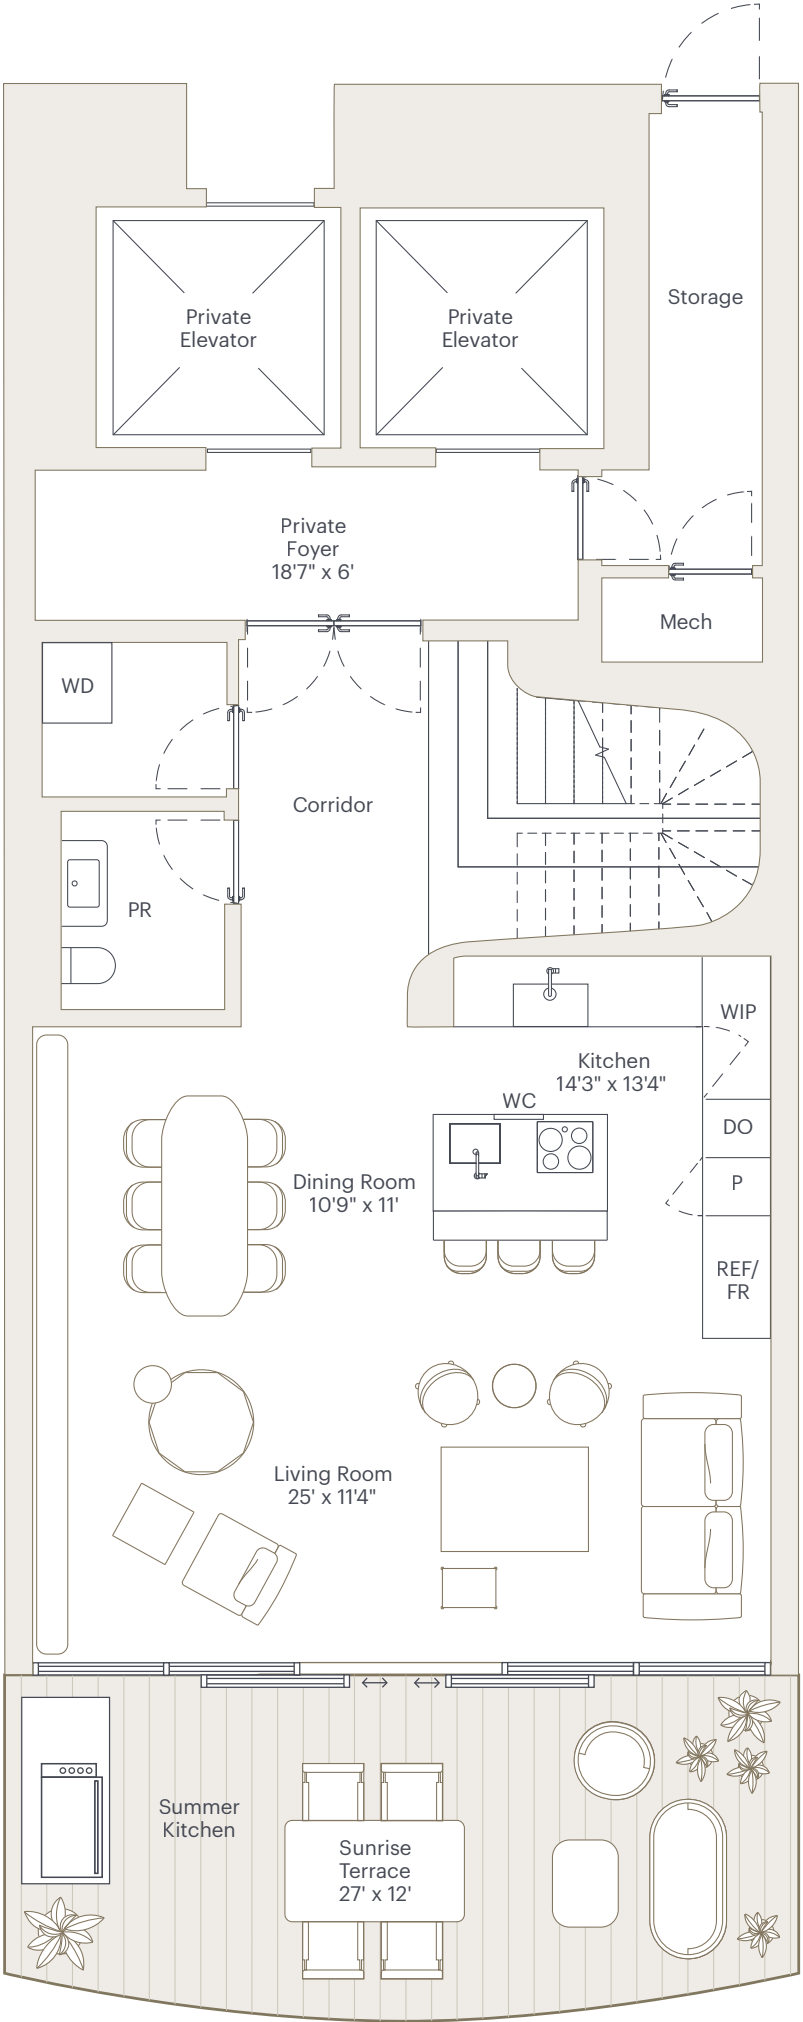 Storage
Private
Elevator
Private
Elevator
Private
Foyer
18'7" x 6'
Mech
WD
Corridor
PR
WIP
Kitchen
14'3" x 13'4"
WC
DO
Dining Room
10'9" x 11'
P
REF/
FR
Living Room
25' x 11'4"
Summer
Kitchen
Sunrise
Terrace
27' x 12'